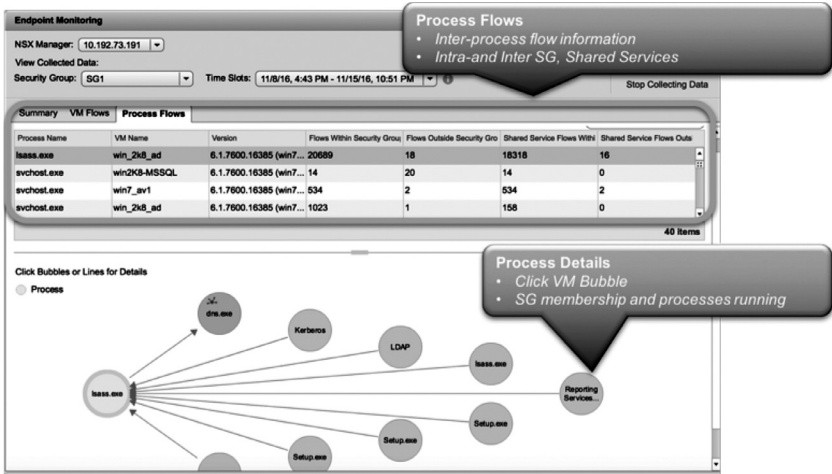 Endpoint Monitoring
NSX Manager: 10.192.73.191
View Collected Data:
Security Group: SG1 Time Slots: 11/8/16, 4:43 PM - 11/15/16, 10:51 PM
Stop Collecting Data
Process Flows
• Inter-process flow information
• Intra-and Inter SG, Shared Services
Summary VM Flows Process Flows
Process Name VM Name Version Flows Within Security Group Flows Outside Security Gro Shared Service Flows Withi Shared Service Flows Outs
lsass.exe win_2k8_ad 6.1.7600.16385 (win7... 20689 18 18318 16
svchost.exe win2K8-MSSQL 6.1.7600.16385 (win7... 14 20 14 0
svchost.exe win7_av1 6.1.7600.16385 (win7... 534 2 534 2
svchost.exe win_2k8_ad 6.1.7600.16385 (win7... 1023 1 158 0
40 items
Process Details
• Click VM Bubble
• SG membership and processes running
Click Bubbles or Lines for Details
Process
dns.exe
Kerberos
LDAP
lsass.exe
Reporting
Services...
lsass.exe
Setup.exe
Setup.exe
Setup.exe